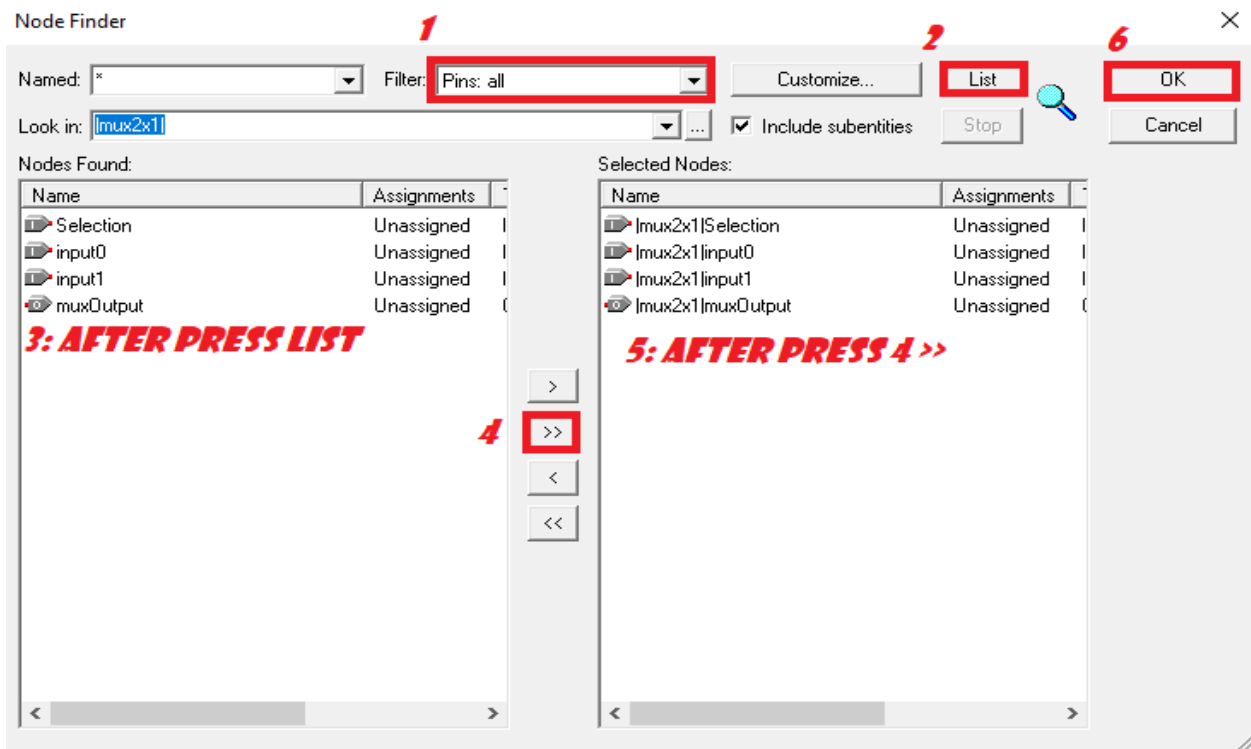 Node Finder
1
2
6
Named: * Filter: Pins: all Customize... List OK
Look in: |mux2x1| ... Include subentities Stop Cancel
Nodes Found: Selected Nodes:
Name Assignments Name Assignments
Selection Unassigned |mux2x1|Selection Unassigned
input0 Unassigned |mux2x1|input0 Unassigned
input1 Unassigned |mux2x1|input1 Unassigned
muxOutput Unassigned |mux2x1|muxOutput Unassigned
3: AFTER PRESS LIST
5: AFTER PRESS 4 >>
>
4 >>
<
<<